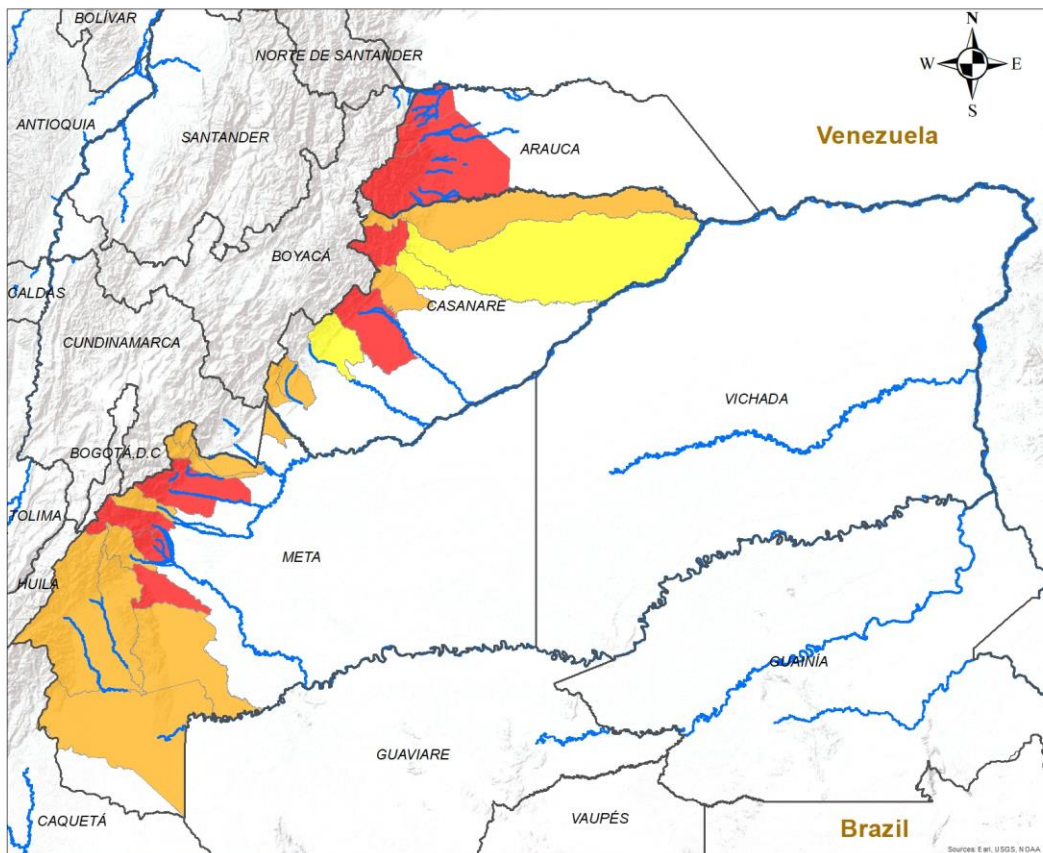 BOLÍVAR
N
NORTE DE SANTANDER
W
E
S
ANTIOQUIA
SANTANDER
Venezuela
ARAUCA
BOYACÁ
CALDAS
CASANARE
CUNDINAMARCA
VICHADA
BOGOTÁ,D.C
TOLIMA
META
HUILA
GUAINÍA
GUAVIARE
CAQUETÁ
VAUPÉS
Brazil
Sources: Esri, USGS, NOAA